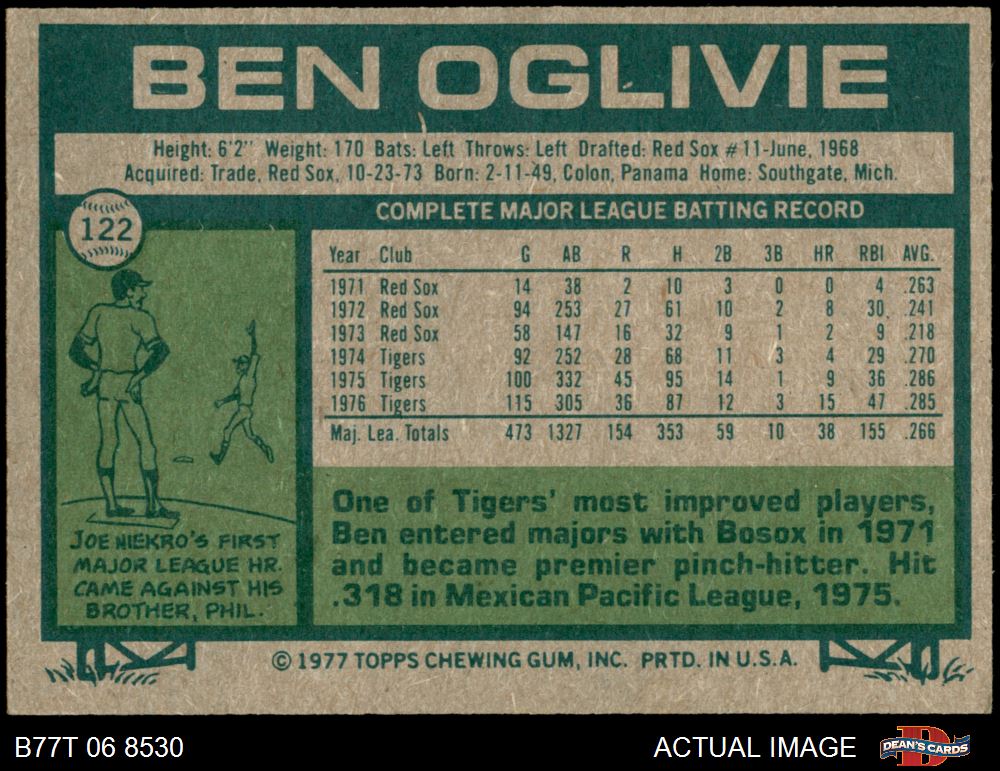 BEN OGLIVIE
Height: 6'2" Weight: 170 Bats: Left Throws: Left Drafted: Red Sox #11-June, 1968
Acquired: Trade, Red Sox, 10-23-73 Born: 2-11-49, Colon, Panama Home: Southgate, Mich.
122
COMPLETE MAJOR LEAGUE BATTING RECORD
Year Club G AB R H 2B 3B HR RBI AVG.
1971 Red Sox 14 38 2 10 3 0 0 4 .263
1972 Red Sox 94 253 27 61 10 2 8 30 .241
1973 Red Sox 58 147 16 32 9 1 2 9 .218
1974 Tigers 92 252 28 68 11 3 4 29 .270
1975 Tigers 100 332 45 95 14 1 9 36 .286
1976 Tigers 115 305 36 87 12 3 15 47 .285
Maj. Lea. Totals 473 1327 154 353 59 10 38 155 .266
JOE NIEKRO'S FIRST
MAJOR LEAGUE HR.
CAME AGAINST HIS
BROTHER, PHIL.
One of Tigers' most improved players,
Ben entered majors with Bosox in 1971
and became premier pinch-hitter. Hit
.318 in Mexican Pacific League, 1975.
© 1977 TOPPS CHEWING GUM, INC. PRTD. IN U.S.A.
B77T 06 8530
ACTUAL IMAGE
DEAN'S CARDS